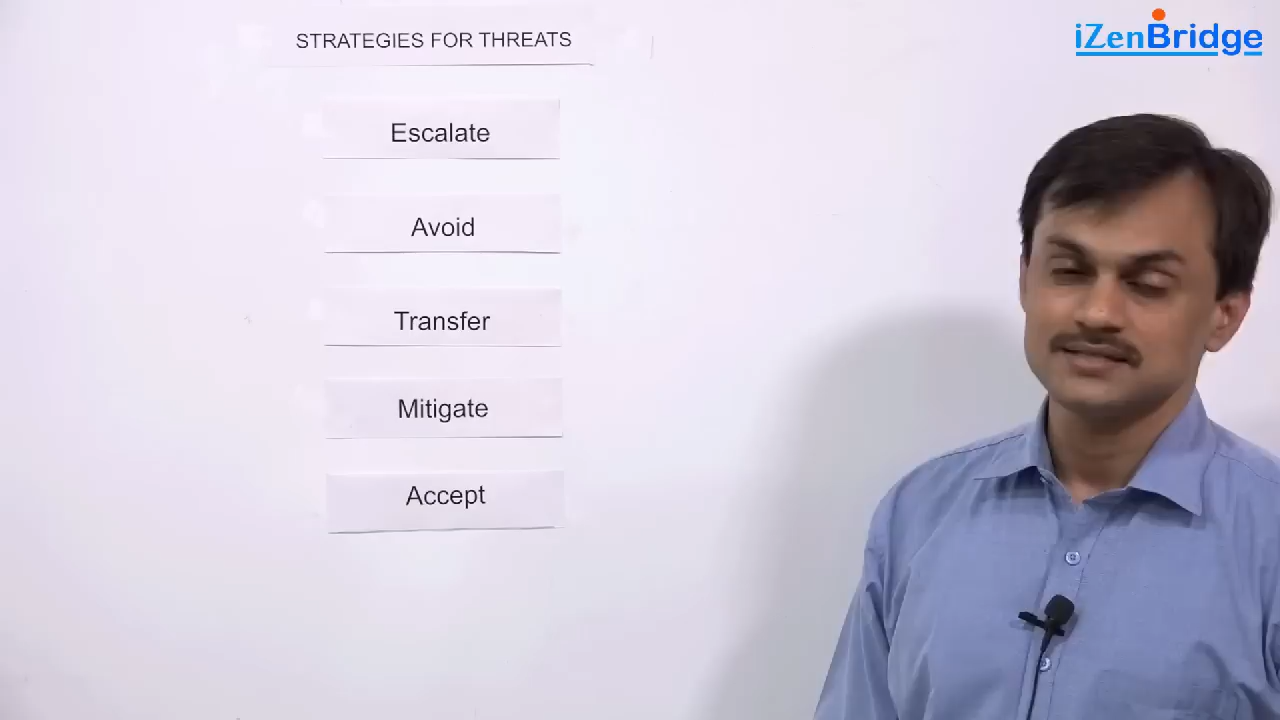 STRATEGIES FOR THREATS
iZenBridge
Escalate
Avoid
Transfer
Mitigate
Accept